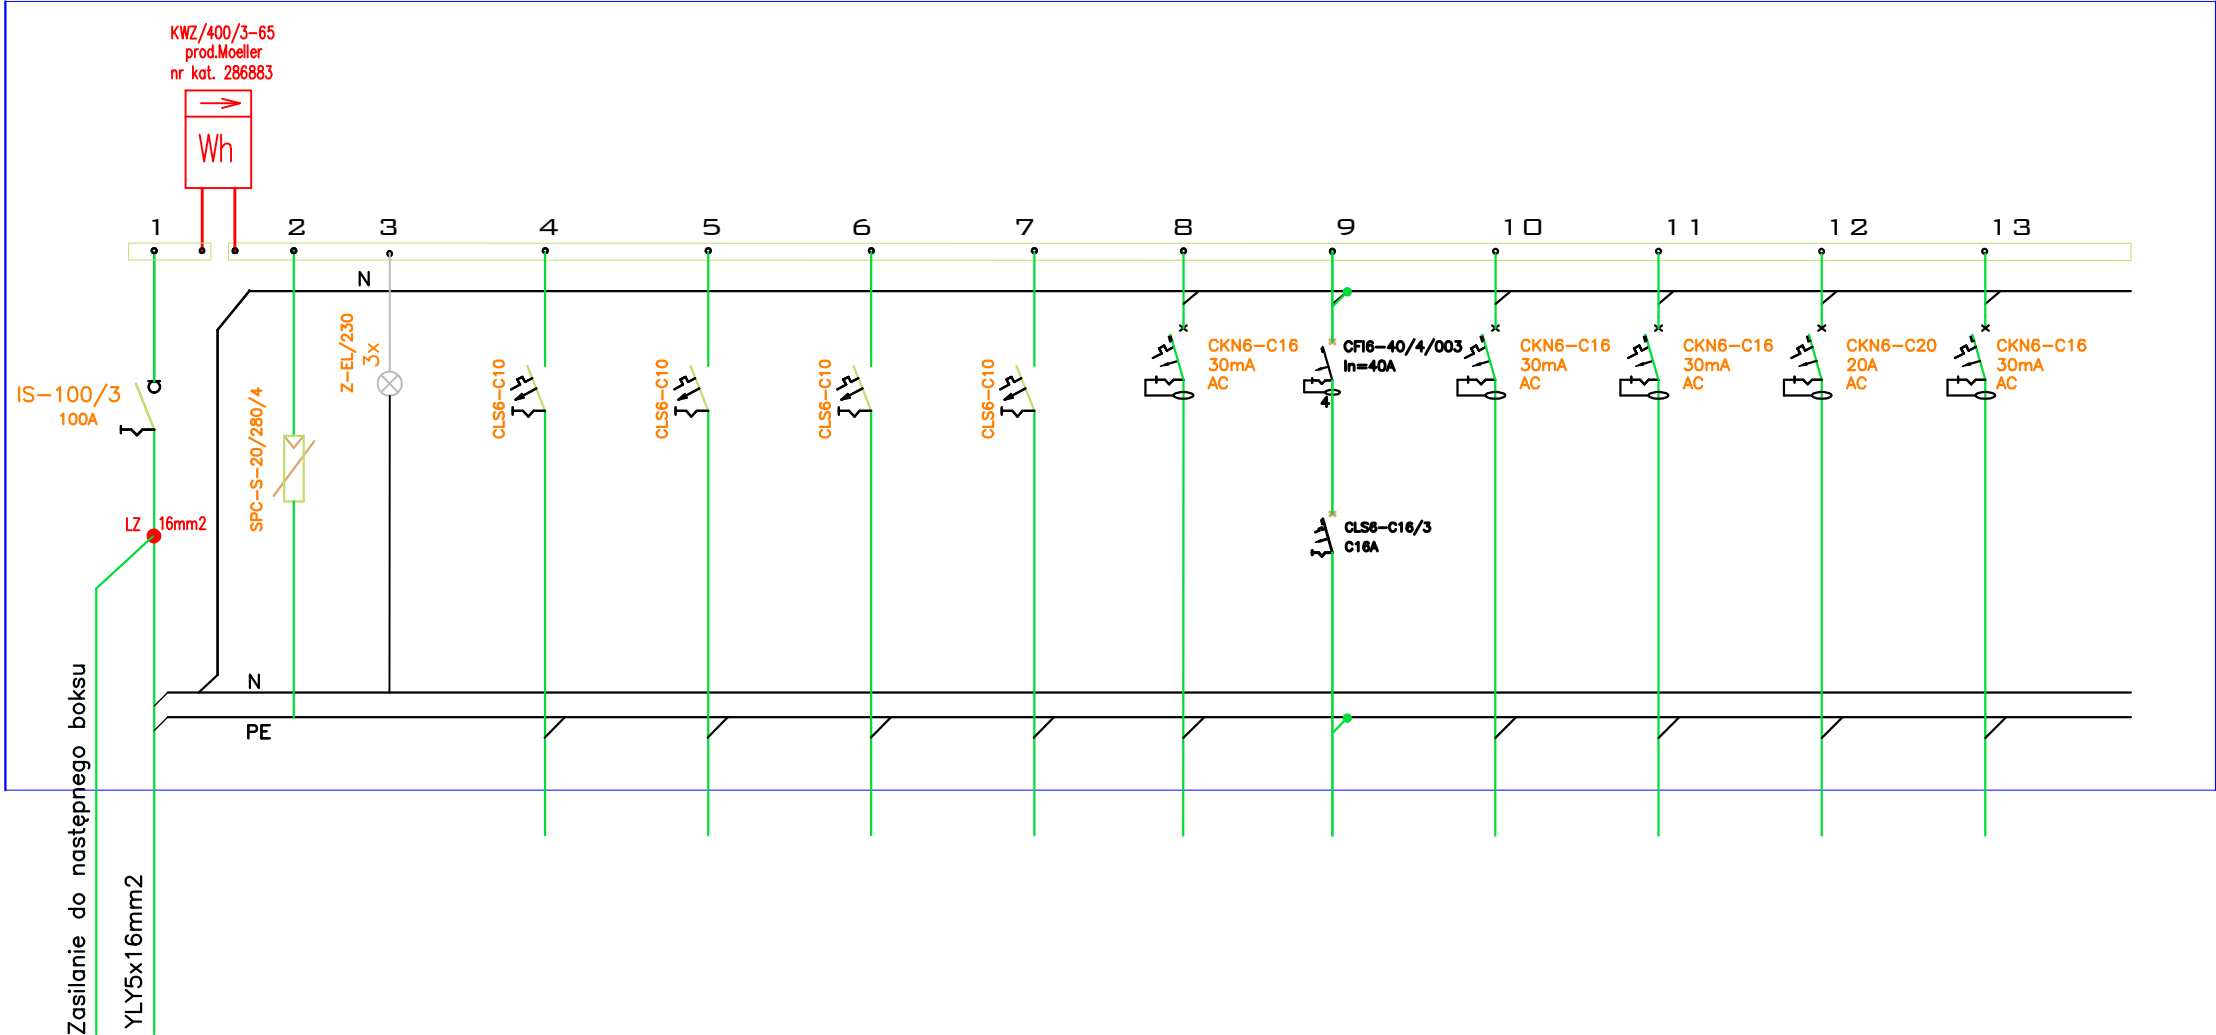 KWZ/400/3-65
prod.Moeller
nr kat. 286883
Wh
1
2
3
4
5
6
7
8
9
10
11
12
13
N
IS-100/3
100A
LZ
16mm2
SPC-S-20/280/4
Z-EL/230
3x
CLS6-C10
CLS6-C10
CLS6-C10
CLS6-C10
CKN6-C16
30mA
AC
CFI6-40/4/003
In=40A
4
CLS6-C16/3
C16A
CKN6-C16
30mA
AC
CKN6-C16
30mA
AC
CKN6-C20
20A
AC
CKN6-C16
30mA
AC
N
PE
Zasilanie do następnego boksu
YLY5x16mm2